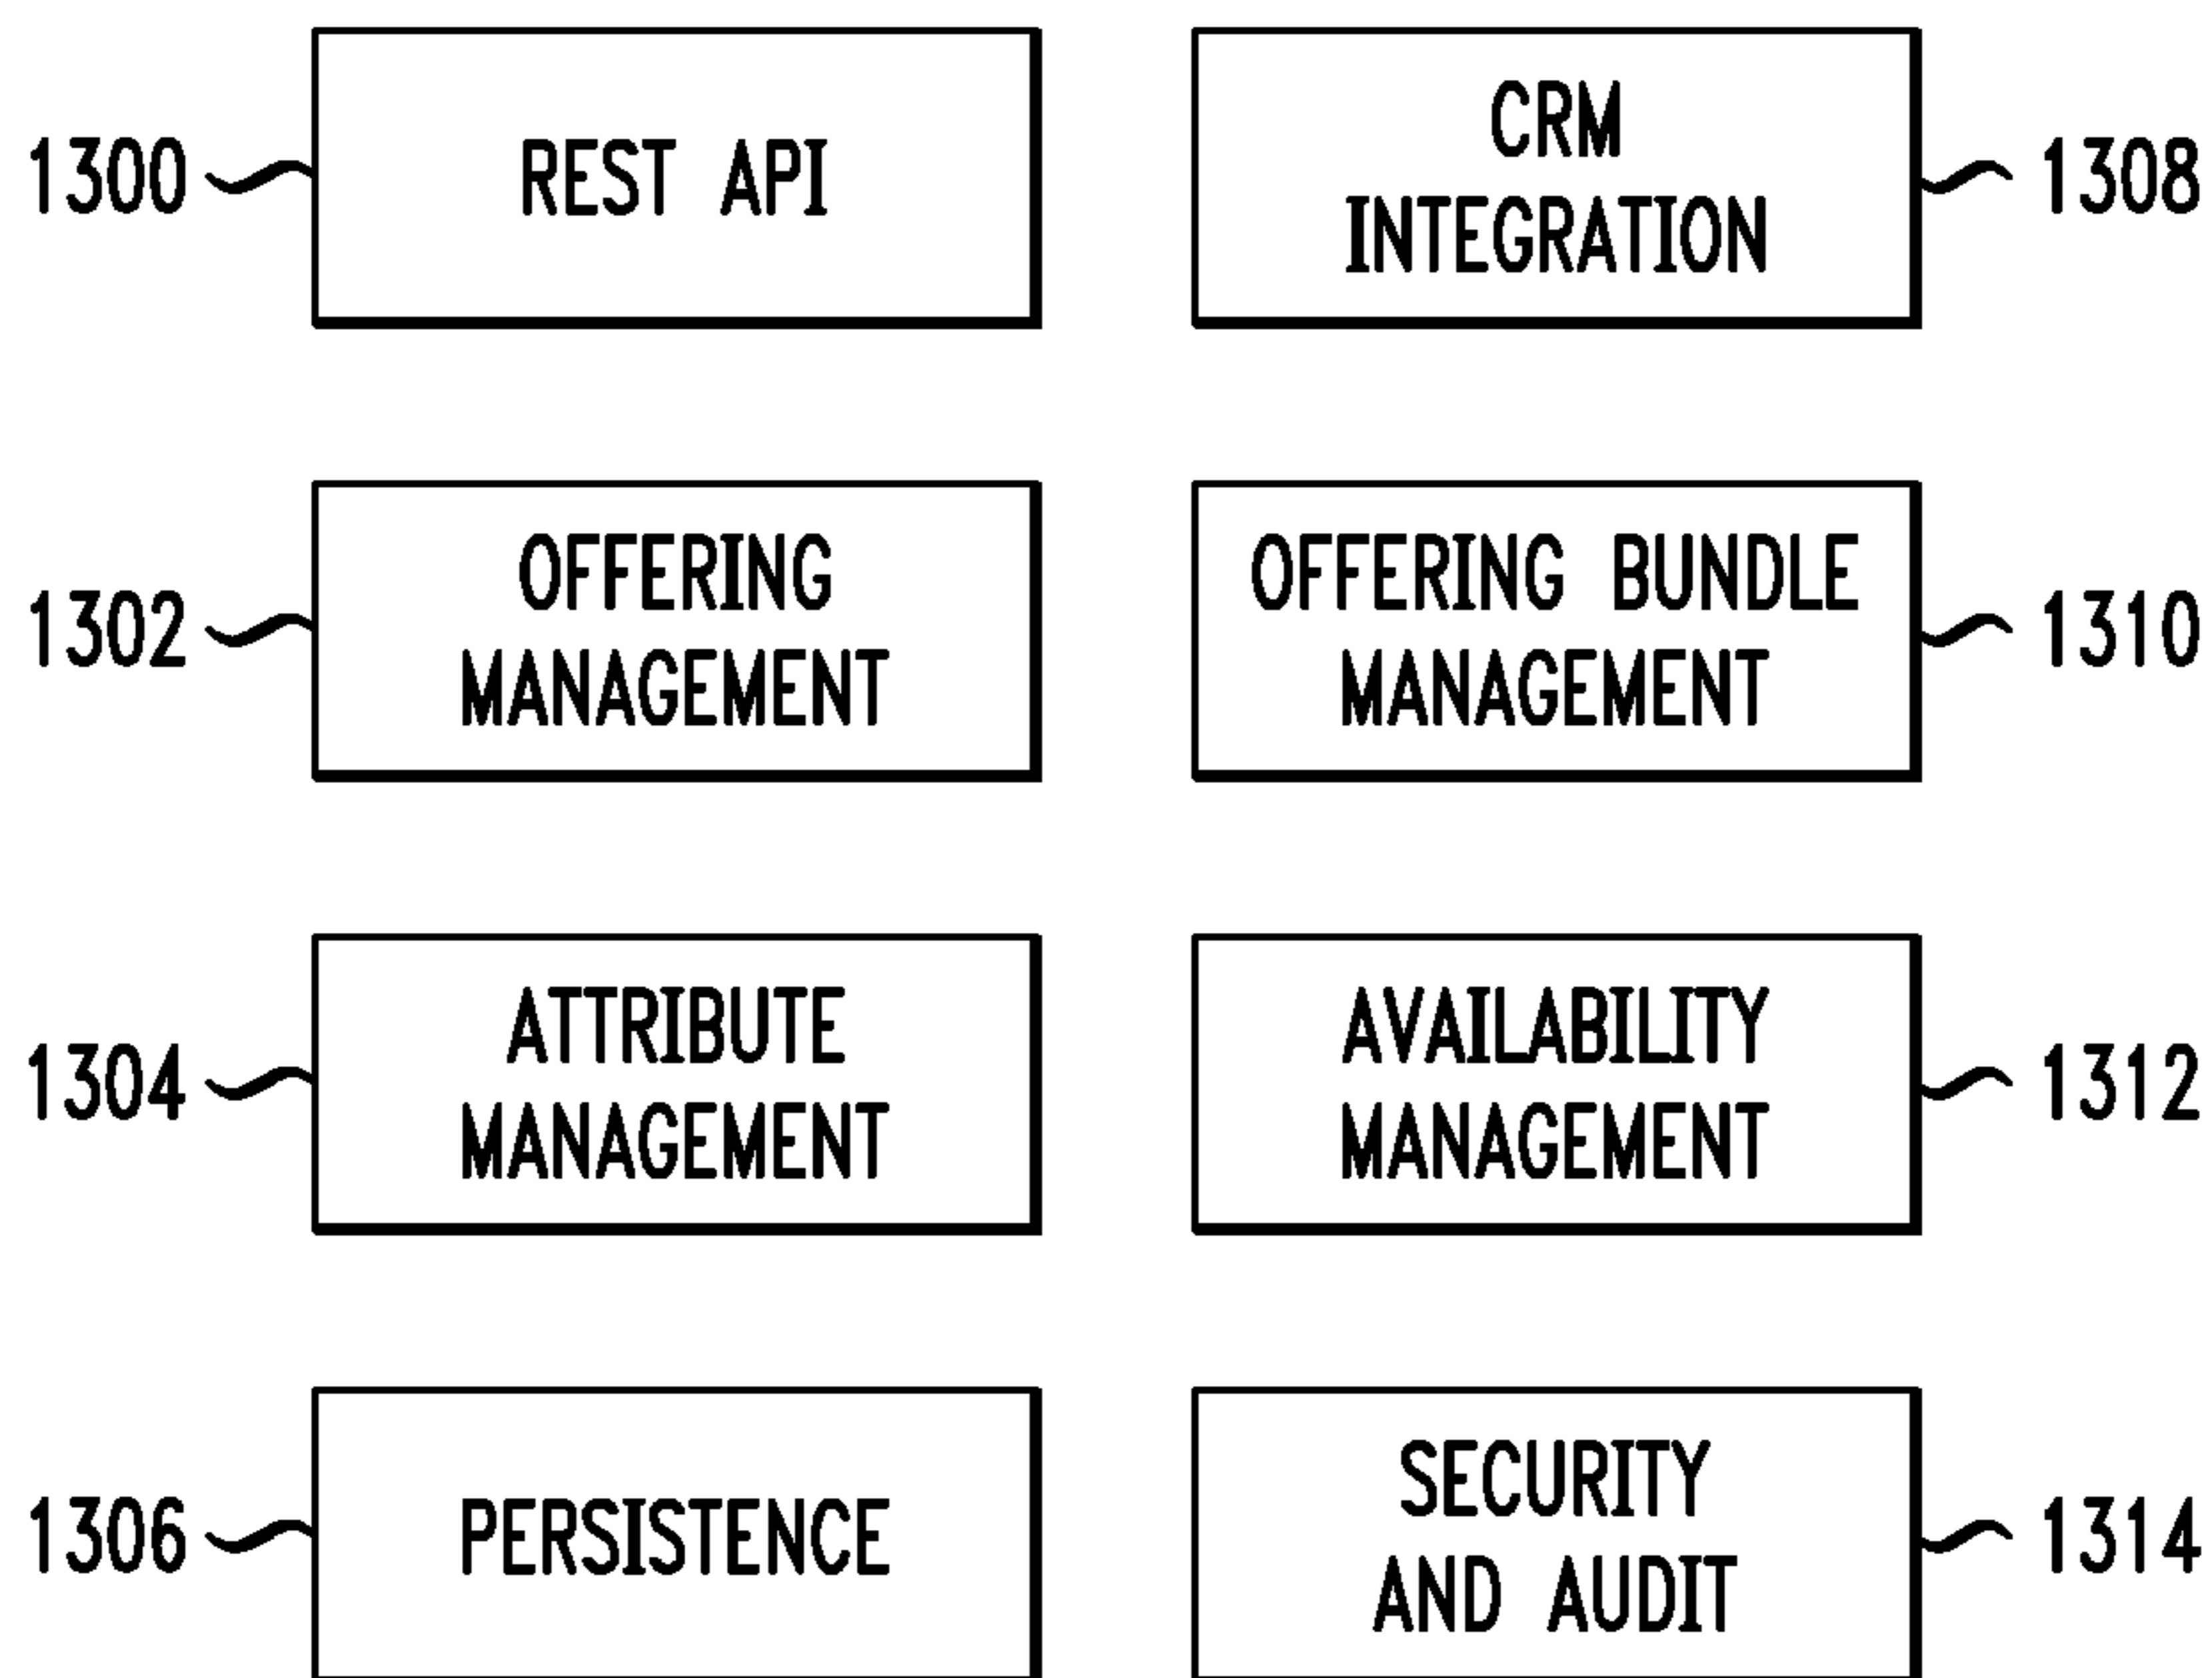 1300
REST API
CRM
INTEGRATION
1308
1302
OFFERING
MANAGEMENT
OFFERING BUNDLE
MANAGEMENT
1310
1304
ATTRIBUTE
MANAGEMENT
AVAILABILITY
MANAGEMENT
1312
1306
PERSISTENCE
SECURITY
AND AUDIT
1314